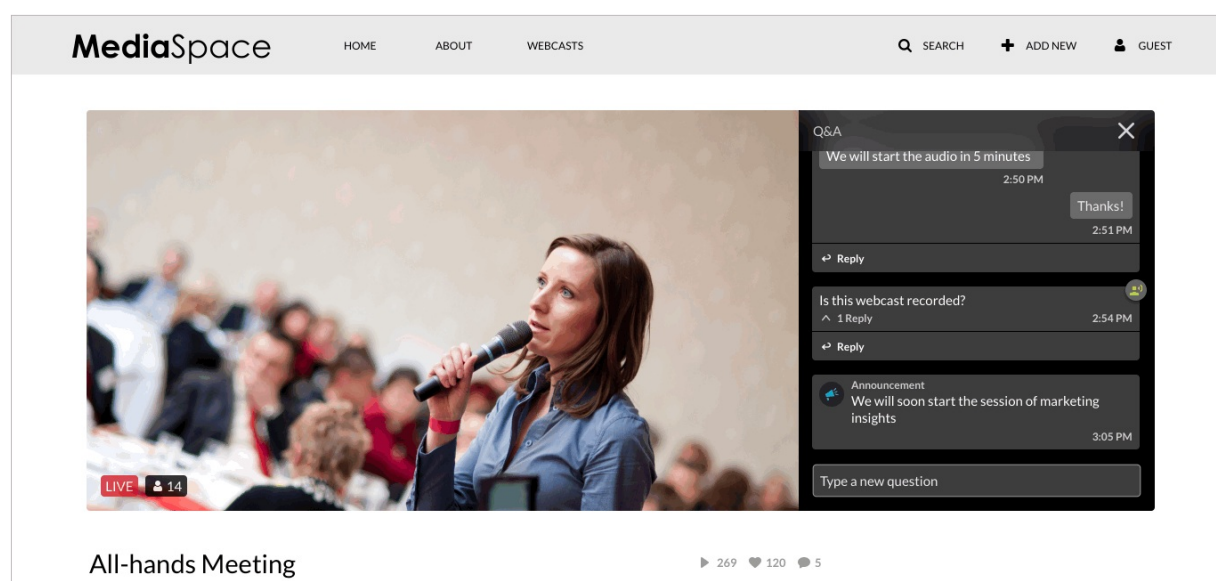 MediaSpace HOME ABOUT WEBCASTS SEARCH ADD NEW GUEST
Q&A
We will start the audio in 5 minutes
2:50 PM
Thanks!
2:51 PM
Reply
Is this webcast recorded?
1 Reply 2:54 PM
Reply
Announcement
We will soon start the session of marketing
insights
3:05 PM
Type a new question
LIVE 14
All-hands Meeting 269 120 5